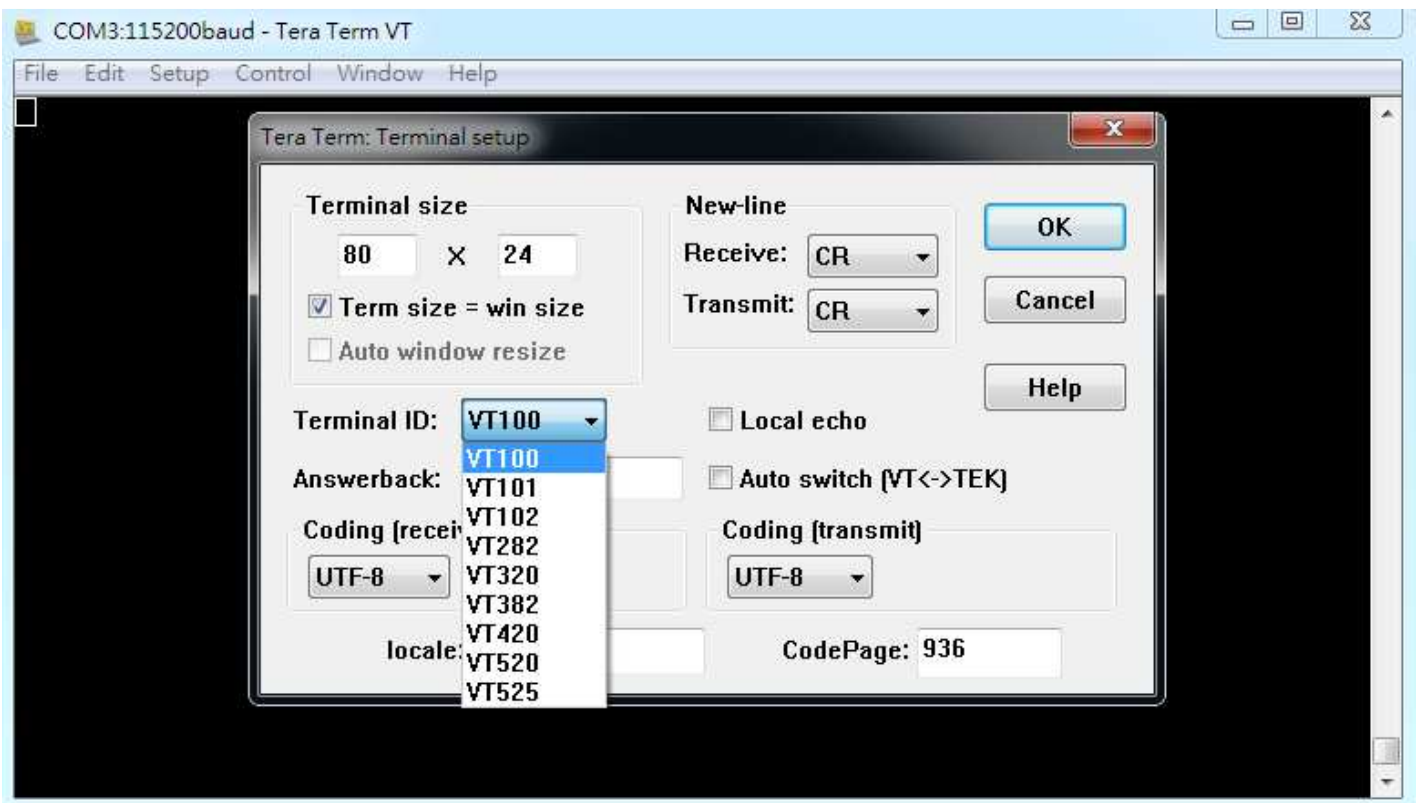 COM3:115200baud - Tera Term VT
File Edit Setup Control Window Help
Tera Term: Terminal setup
Terminal size
80 X 24
Term size = win size
Auto window resize
New-line
Receive: CR
Transmit: CR
OK
Cancel
Help
Terminal ID: VT100
VT100
VT101
VT102
VT282
VT320
VT382
VT420
VT520
VT525
Local echo
Answerback:
Auto switch (VT<->TEK)
Coding (recei
UTF-8
Coding (transmit)
UTF-8
locale:
CodePage: 936